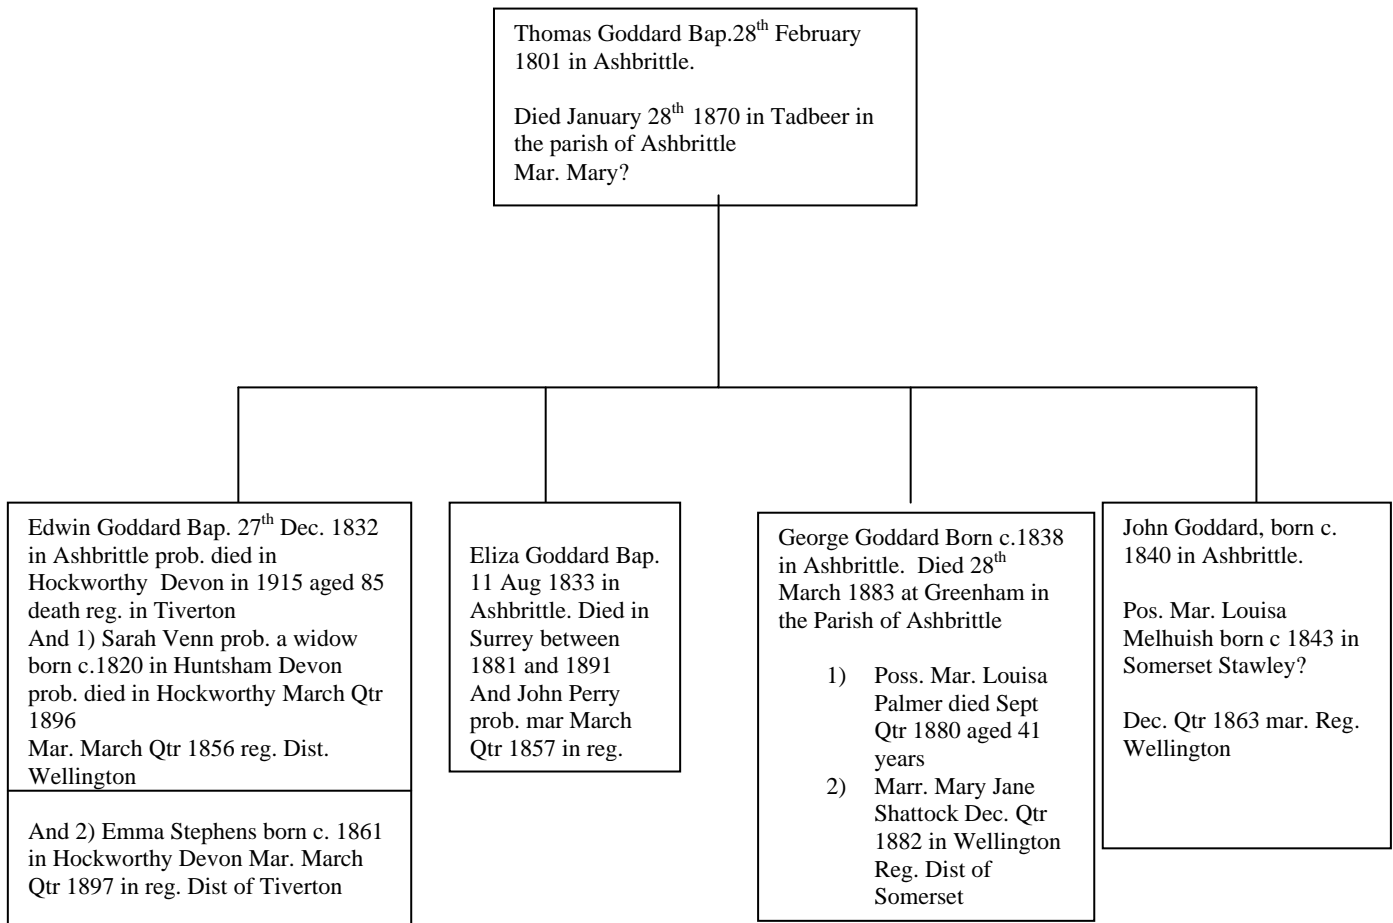 Thomas Goddard Bap.28th February
1801 in Ashbrittle.
Died January 28th 1870 in Tadbeer in
the parish of Ashbrittle
Mar. Mary?
Edwin Goddard Bap. 27th Dec. 1832
in Ashbrittle prob. died in
Hockworthy Devon in 1915 aged 85
death reg. in Tiverton
And 1) Sarah Venn prob. a widow
born c.1820 in Huntsham Devon
prob. died in Hockworthy March Qtr
1896
Mar. March Qtr 1856 reg. Dist.
Wellington
And 2) Emma Stephens born c. 1861
in Hockworthy Devon Mar. March
Qtr 1897 in reg. Dist of Tiverton
Eliza Goddard Bap.
11 Aug 1833 in
Ashbrittle. Died in
Surrey between
1881 and 1891
And John Perry
prob. mar March
Qtr 1857 in reg.
George Goddard Born c.1838
in Ashbrittle. Died 28th
March 1883 at Greenham in
the Parish of Ashbrittle
1) Poss. Mar. Louisa
Palmer died Sept
Qtr 1880 aged 41
years
2) Marr. Mary Jane
Shattock Dec. Qtr
1882 in Wellington
Reg. Dist of
Somerset
John Goddard, born c.
1840 in Ashbrittle.
Pos. Mar. Louisa
Melhuish born c 1843 in
Somerset Stawley?
Dec. Qtr 1863 mar. Reg.
Wellington